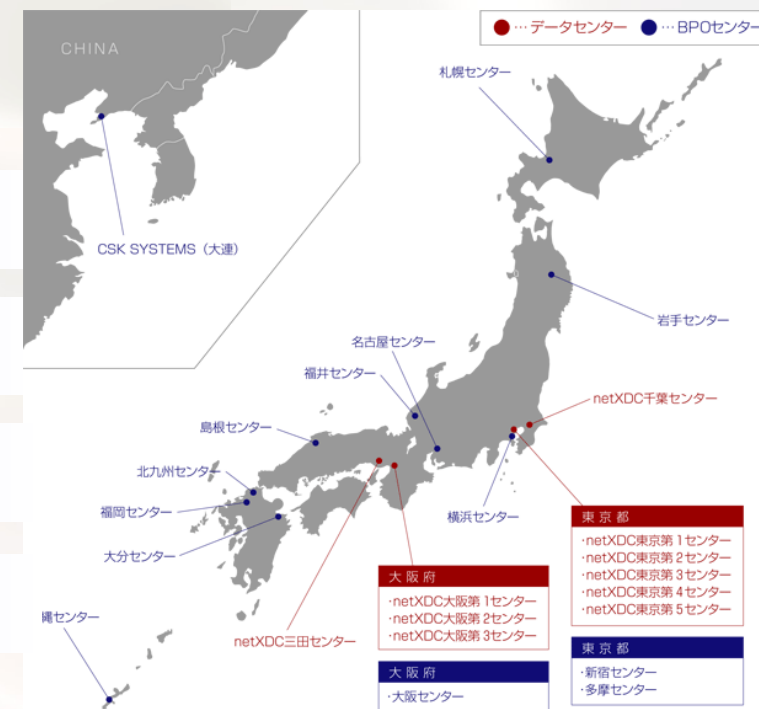 ●…データセンター ●…BPOセンター
CHINA
札幌センター
CSK SYSTEMS（大連）
岩手センター
名古屋センター
福井センター
netXDC千葉センター
島根センター
北九州センター
福岡センター
横浜センター
大分センター
東京都
・netXDC東京第1センター
・netXDC東京第2センター
・netXDC東京第3センター
・netXDC東京第4センター
・netXDC東京第5センター
大阪府
・netXDC大阪第1センター
・netXDC大阪第2センター
・netXDC大阪第3センター
縄センター
netXDC三田センター
東京都
・新宿センター
・多摩センター
大阪府
・大阪センター